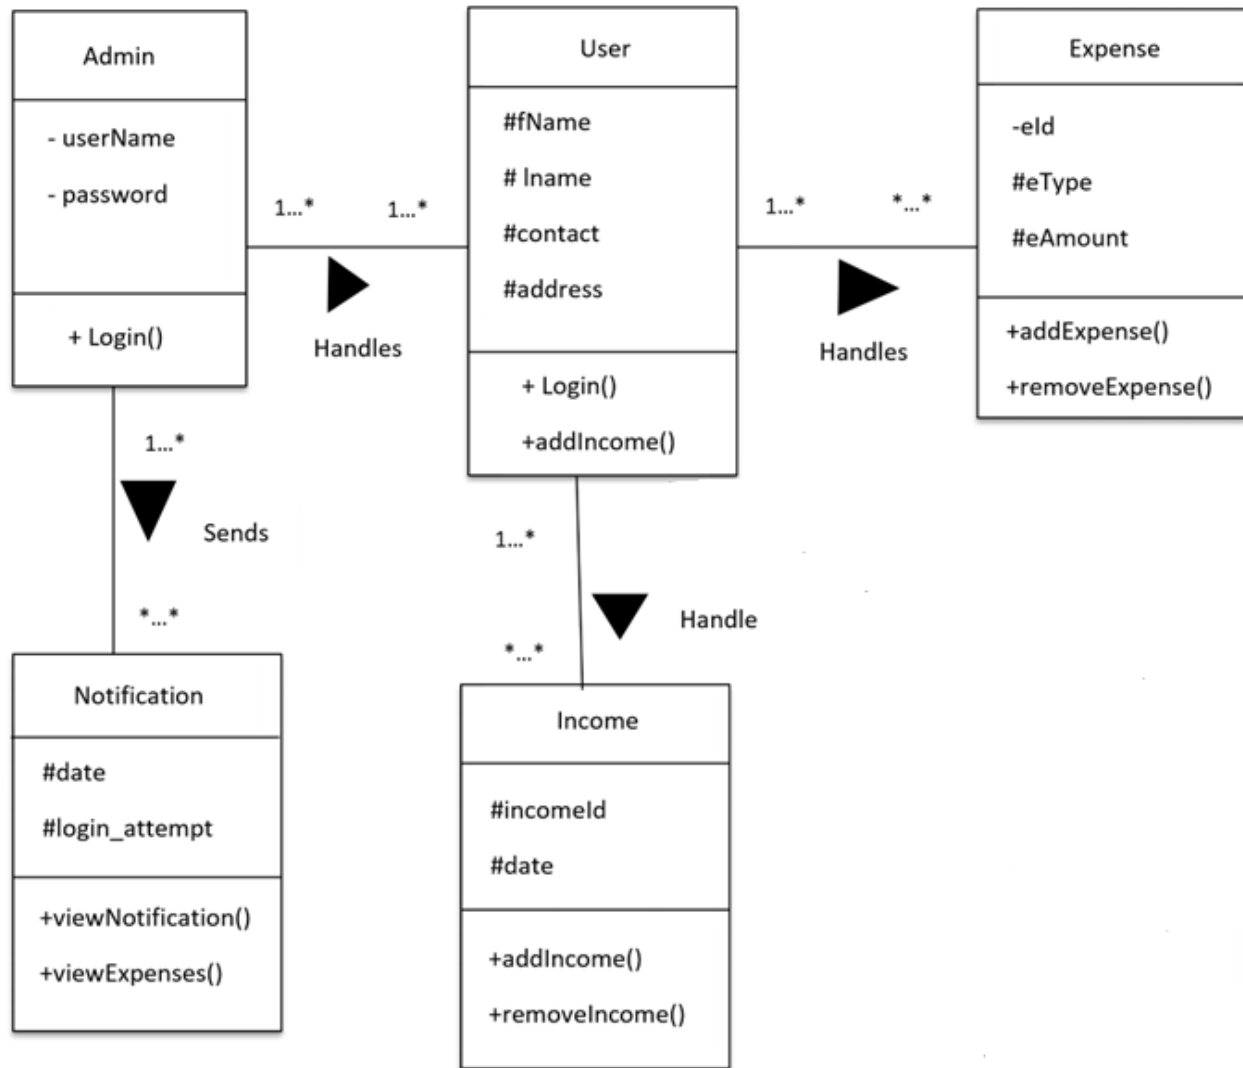 Admin
- userName
- password
+ Login()
1...*
1...*
Handles
User
#fName
# lname
#contact
#address
+ Login()
+addIncome()
1...*
*...*
Handles
Expense
-eId
#eType
#eAmount
+addExpense()
+removeExpense()
1...*
Sends
*...*
Notification
#date
#login_attempt
+viewNotification()
+viewExpenses()
1...*
Handle
*...*
Income
#incomeId
#date
+addIncome()
+removeIncome()